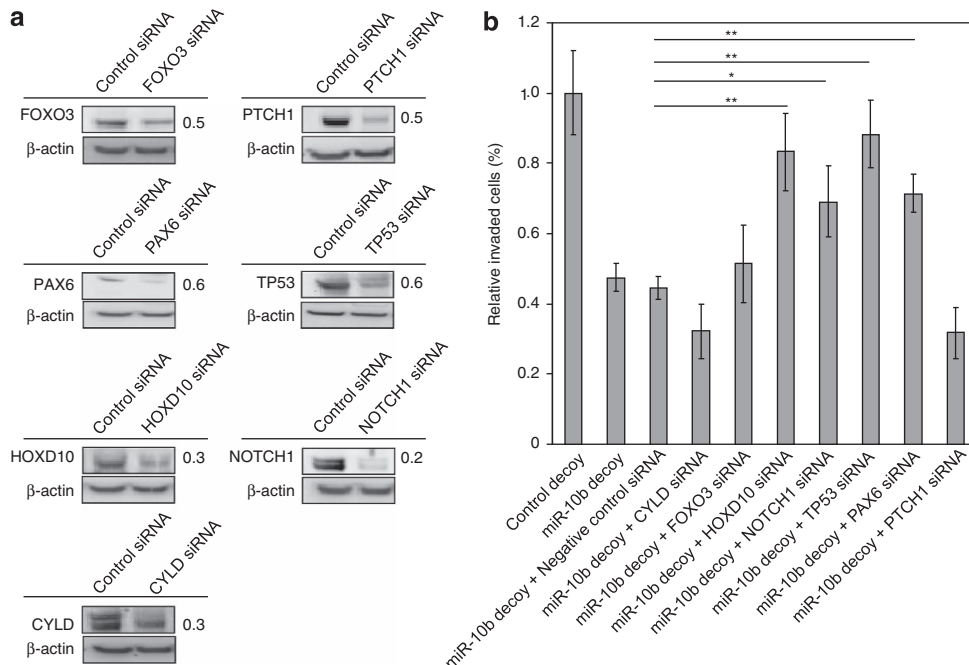 a
Control siRNA
FOXO3 siRNA
FOXO3
0.5
β-actin
Control siRNA
PTCH1 siRNA
PTCH1
0.5
β-actin
Control siRNA
PAX6 siRNA
PAX6
0.6
β-actin
Control siRNA
TP53 siRNA
TP53
0.6
β-actin
Control siRNA
HOXD10 siRNA
HOXD10
0.3
β-actin
Control siRNA
NOTCH1 siRNA
NOTCH1
0.2
β-actin
Control siRNA
CYLD siRNA
CYLD
0.3
β-actin
b
Relative invaded cells (%)
1.2
1.0
0.8
0.6
0.4
0.2
0
**
**
*
**
Control decoy
miR-10b decoy
miR-10b decoy + Negative control siRNA
miR-10b decoy + CYLD siRNA
miR-10b decoy + FOXO3 siRNA
miR-10b decoy + HOXD10 siRNA
miR-10b decoy + NOTCH1 siRNA
miR-10b decoy + TP53 siRNA
miR-10b decoy + PAX6 siRNA
miR-10b decoy + PTCH1 siRNA